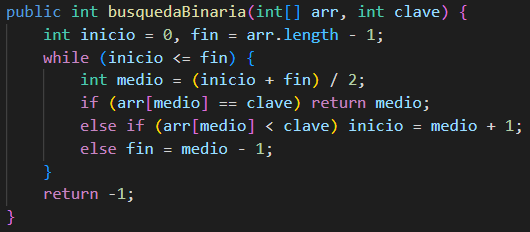 public int busquedaBinaria(int[] arr, int clave) {
    int inicio = 0, fin = arr.length - 1;
    while (inicio <= fin) {
        int medio = (inicio + fin) / 2;
        if (arr[medio] == clave) return medio;
        else if (arr[medio] < clave) inicio = medio + 1;
        else fin = medio - 1;
    }
    return -1;
}